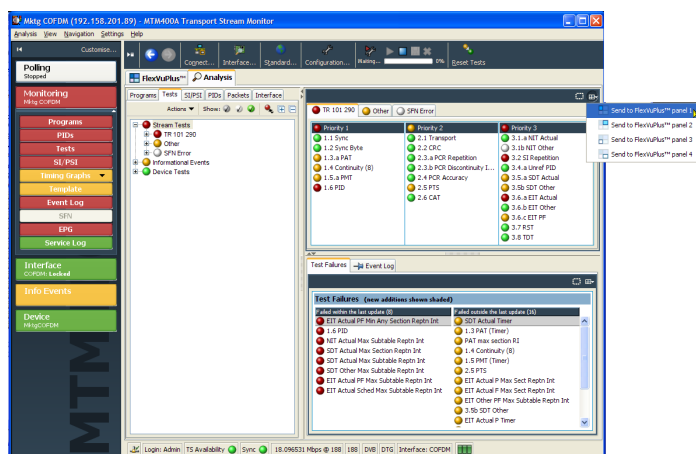 Mktg COFDM (192.158.201.89) - MTM400A Transport Stream Monitor
Analysis View Navigation Settings Help
Customise...
Connect... Interface... Standard... Configuration... Waiting... 0% Reset Tests
Polling
Stopped
FlexVuPlus™ Analysis
Monitoring
Mktg COFDM
Programs
PIDs
Tests
SI/PSI
Timing Graphs
Template
Event Log
SFN
EPG
Service Log
Interface
COFDM: Locked
Info Events
Device
MktgCOFDM
MTM
Programs Tests SI/PSI PIDs Packets Interface
Actions Show:
Stream Tests
TR 101 290
Other
SFN Error
Informational Events
Device Tests
TR 101 290 Other SFN Error
Priority 1
1.1 Sync
1.2 Sync Byte
1.3.a PAT
1.4 Continuity (8)
1.5.a PMT
1.6 PID
Priority 2
2.1 Transport
2.2 CRC
2.3.a PCR Repetition
2.3.b PCR Discontinuity I...
2.4 PCR Accuracy
2.5 PTS
2.6 CAT
Priority 3
3.1.a NIT Actual
3.1b NIT Other
3.2 SI Repetition
3.4.a Unref PID
3.5.a SDT Actual
3.5b SDT Other
3.6.a EIT Actual
3.6.b EIT Other
3.6.c EIT PF
3.7 RST
3.8 TDT
Send to FlexVuPlus™ panel 1
Send to FlexVuPlus™ panel 2
Send to FlexVuPlus™ panel 3
Send to FlexVuPlus™ panel 4
Test Failures Event Log
Test Failures (new additions shown shaded)
Failed within the last update (8)
EIT Actual PF Min Any Section Reptn Int
1.6 PID
NIT Actual Max Subtable Reptn Int
SDT Actual Max Section Reptn Int
SDT Actual Max Subtable Reptn Int
SDT Other Max Subtable Reptn Int
EIT Actual PF Max Subtable Reptn Int
EIT Actual Sched Max Subtable Reptn Int
Failed outside the last update (16)
SDT Actual Timer
1.3 PAT (Timer)
PAT max section RI
1.4 Continuity (8)
1.5 PMT (Timer)
2.5 PTS
EIT Actual P Max Sect Reptn Int
EIT Actual F Max Sect Reptn Int
EIT Other PF Max Subtable Reptn Int
3.5b SDT Other
EIT Actual P Timer
Login: Admin TS Availability Sync 18.096531 Mbps @ 188 188 DVB DTG Interface: COFDM